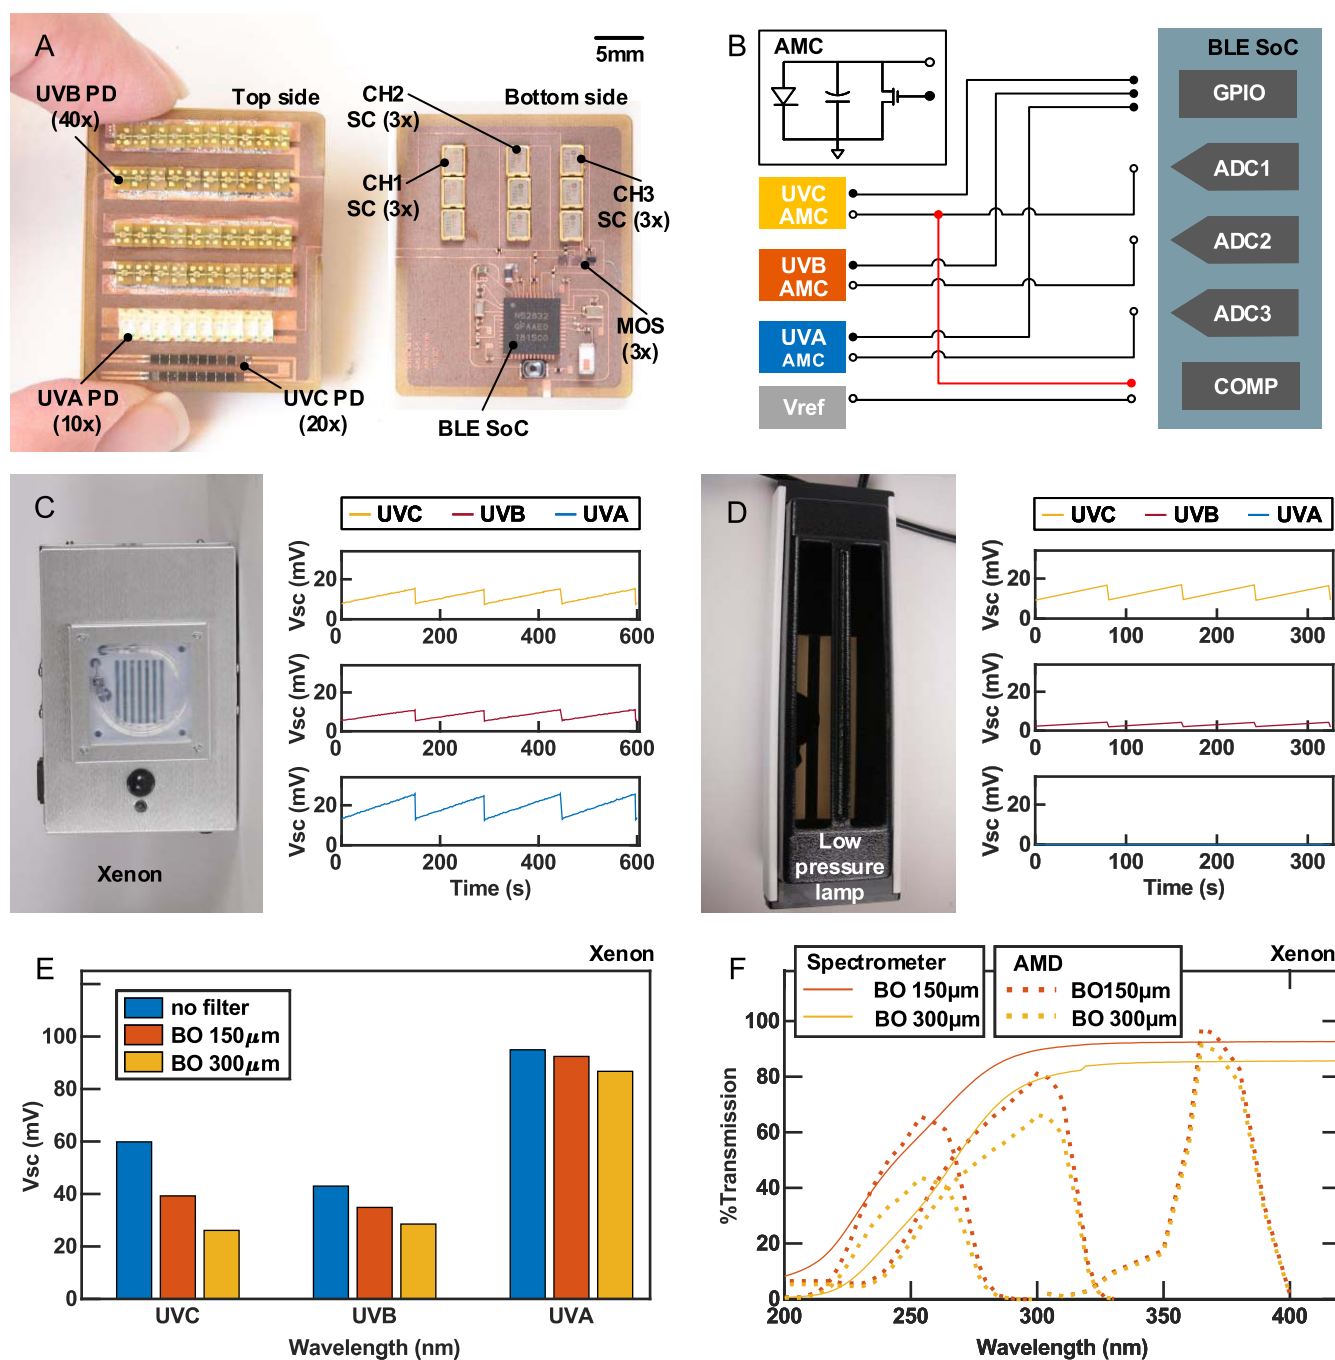 A
5mm
UVB PD
(40x)
Top side
CH2
SC (3x)
Bottom side
CH1
SC (3x)
CH3
SC (3x)
MOS
(3x)
UVA PD
(10x)
UVC PD
(20x)
BLE SoC
B
AMC
BLE SoC
GPIO
ADC1
ADC2
ADC3
COMP
UVC
AMC
UVB
AMC
UVA
AMC
Vref
C
Xenon
UVC UVB UVA
Vsc (mV)
20
0
0 200 400 600
Vsc (mV)
20
0
0 200 400 600
Vsc (mV)
20
0
0 200 400 600
Time (s)
D
Low
pressure
lamp
UVC UVB UVA
Vsc (mV)
20
0
0 100 200 300
Vsc (mV)
20
0
0 100 200 300
Vsc (mV)
20
0
0 100 200 300
Time (s)
E
Xenon
no filter
BO 150μm
BO 300μm
Vsc (mV)
100
80
60
40
20
0
UVC UVB UVA
Wavelength (nm)
F
Xenon
Spectrometer
BO 150μm
BO 300μm
AMD
BO150μm
BO 300μm
%Transmission
100
80
60
40
20
0
200 250 300 350 400
Wavelength (nm)